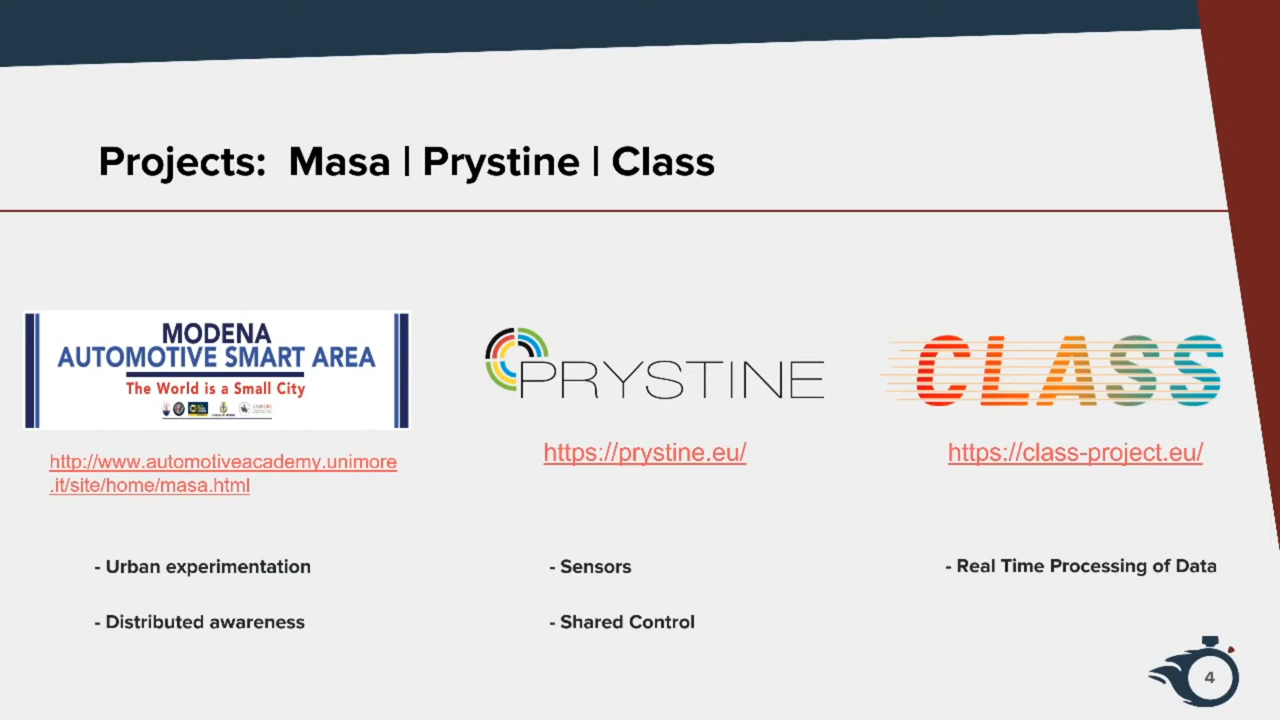 Projects: Masa | Prystine | Class
MODENA
AUTOMOTIVE SMART AREA
The World is a Small City
http://www.automotiveacademy.unimore
.it/site/home/masa.html
- Urban experimentation
- Distributed awareness
PRYSTINE
https://prystine.eu/
- Sensors
- Shared Control
CLASS
https://class-project.eu/
- Real Time Processing of Data
4